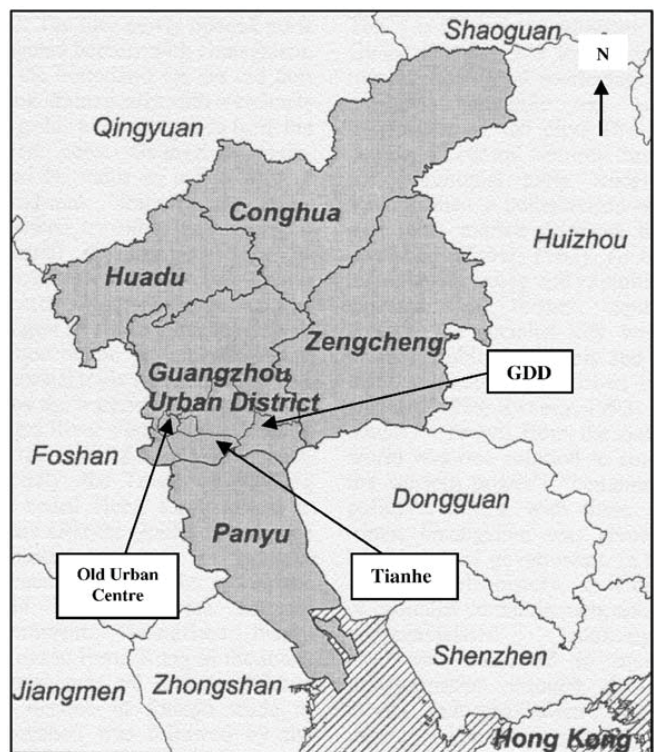 Shaoguan
N
Qingyuan
Conghua
Huizhou
Huadu
Zengcheng
Guangzhou
Urban District
GDD
Foshan
Dongguan
Panyu
Old Urban
Centre
Tianhe
Shenzhen
Jiangmen
Zhongshan
Hong Kong